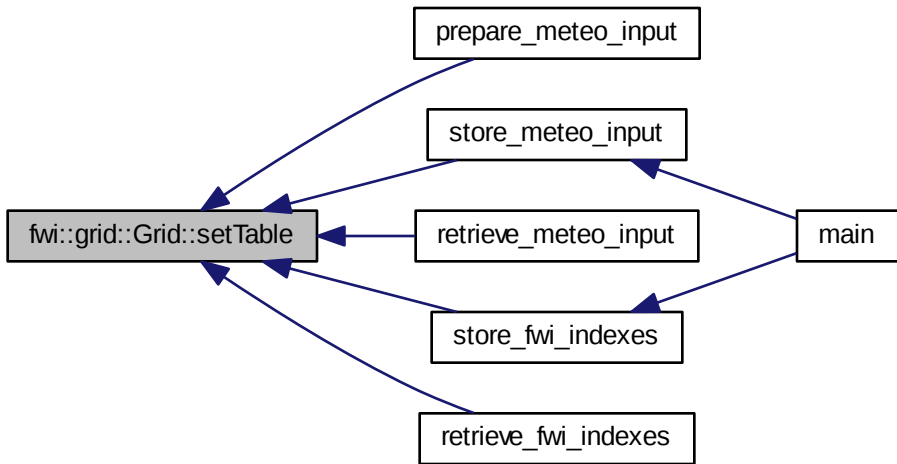 prepare_meteo_input
store_meteo_input
fwi::grid::Grid::setTable
retrieve_meteo_input
main
store_fwi_indexes
retrieve_fwi_indexes